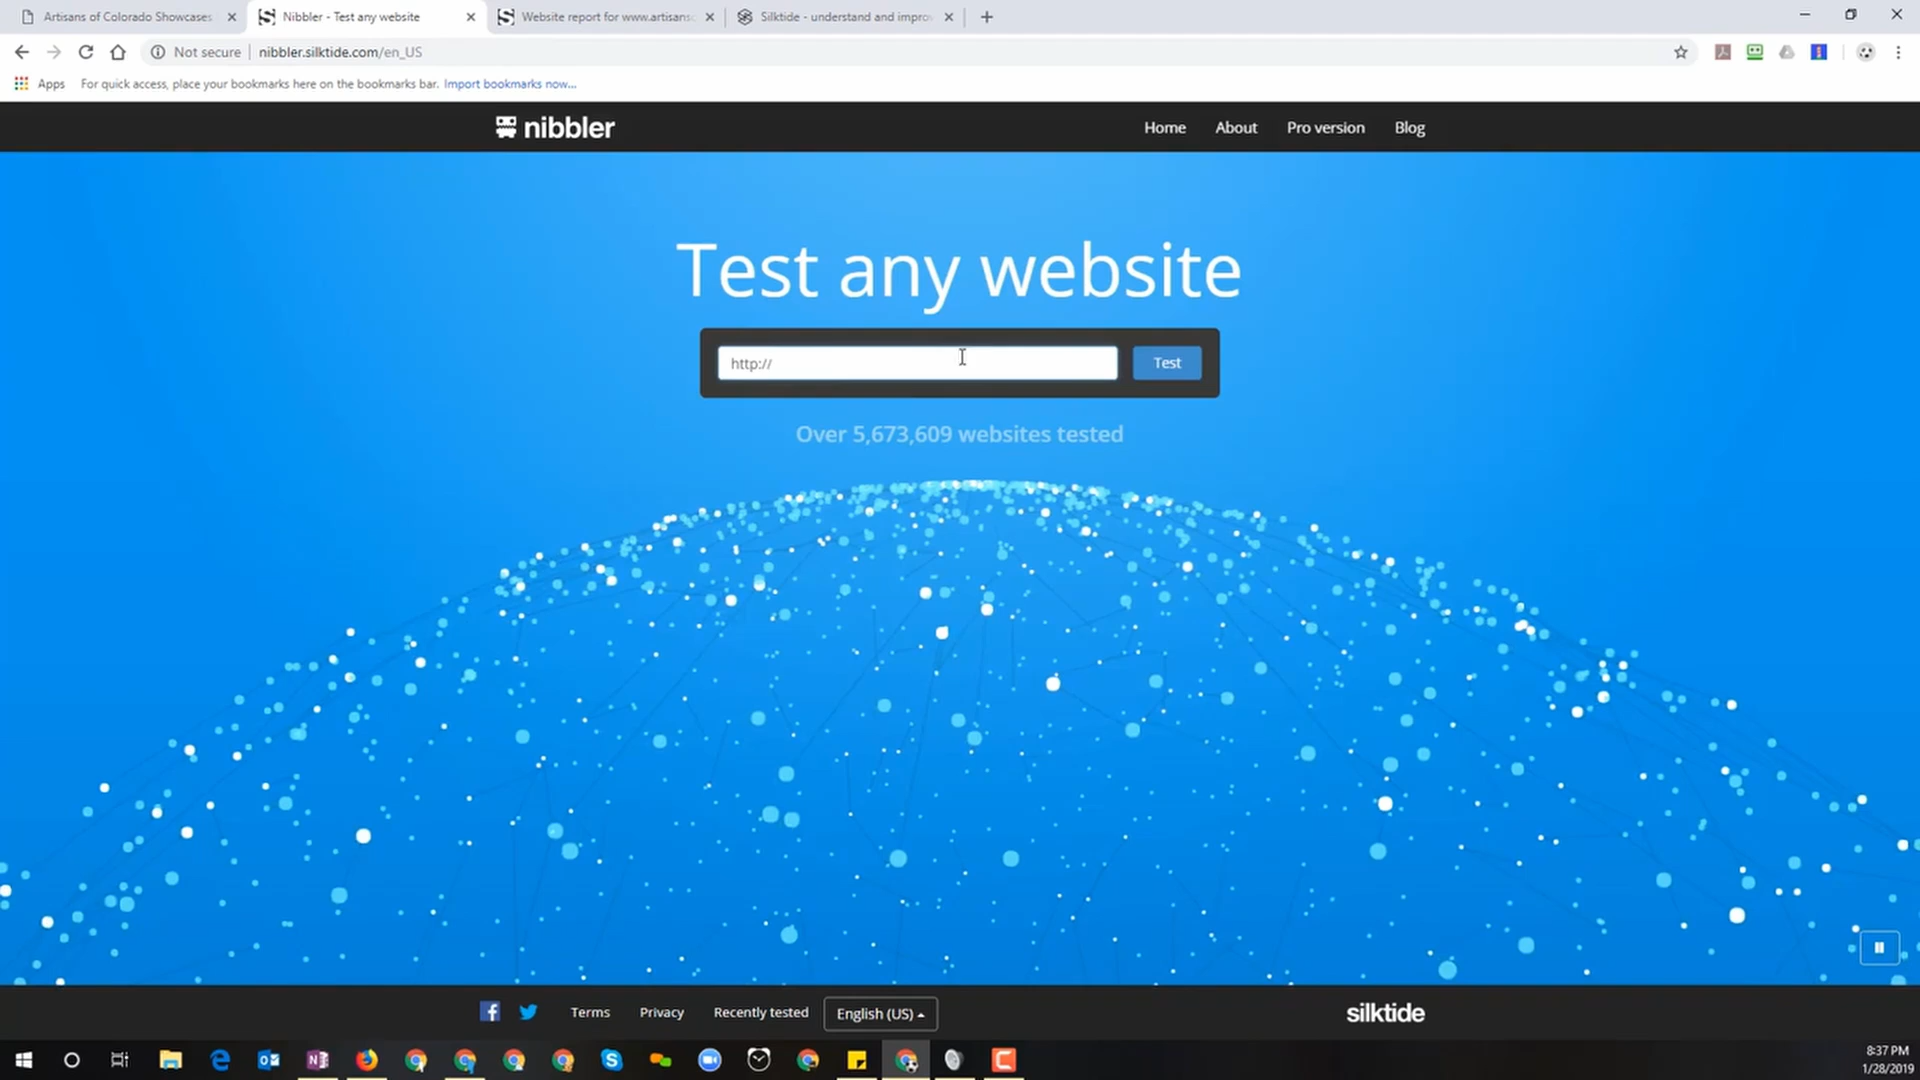 Artisans of Colorado Showcases
Nibbler - Test any website
Website report for www.artisansc
Silktide - understand and improv
Not secure
nibbler.silktide.com/en_US
Apps
For quick access, place your bookmarks here on the bookmarks bar. Import bookmarks now...
nibbler
Home
About
Pro version
Blog
Test any website
http://
Test
Over 5,673,609 websites tested
Terms
Privacy
Recently tested
English (US)
silktide
8:37 PM
1/28/2019